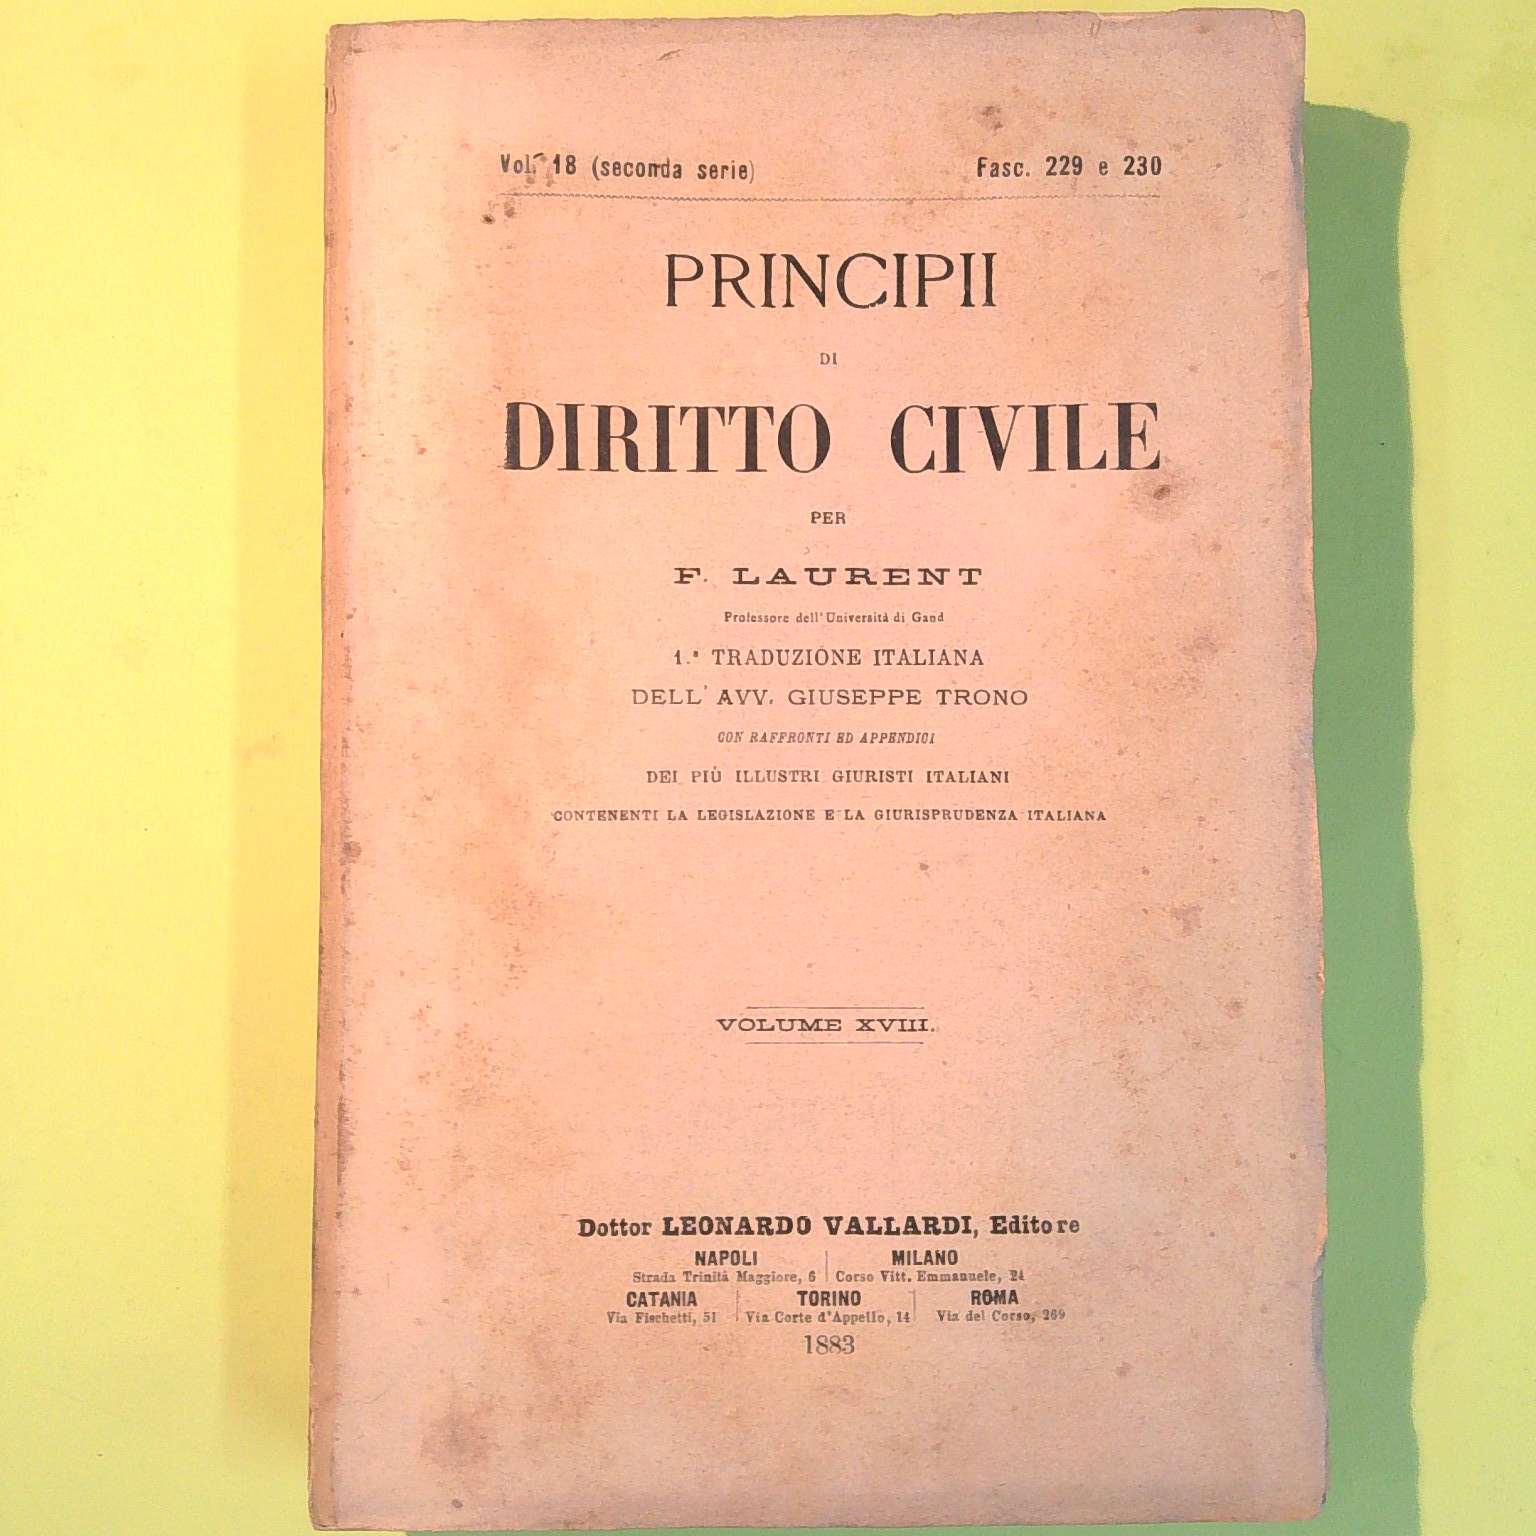 Vol. 18 (seconda serie) Fasc. 229 e 230
PRINCIPII
DI
DIRITTO CIVILE
PER
F. LAURENT
Professore dell'Università di Gand
1.ª TRADUZIONE ITALIANA
DELL'AVV. GIUSEPPE TRONO
CON RAFFRONTI ED APPENDICI
DEI PIÙ ILLUSTRI GIURISTI ITALIANI
CONTENENTI LA LEGISLAZIONE E LA GIURISPRUDENZA ITALIANA
VOLUME XVIII.
Dottor LEONARDO VALLARDI, Editore
NAPOLI MILANO
Strada Trinità Maggiore, 6 Corso Vitt. Emmanuele, 24
CATANIA TORINO ROMA
Via Fischetti, 51 Via Corte d'Appello, 14 Via del Corso, 269
1883